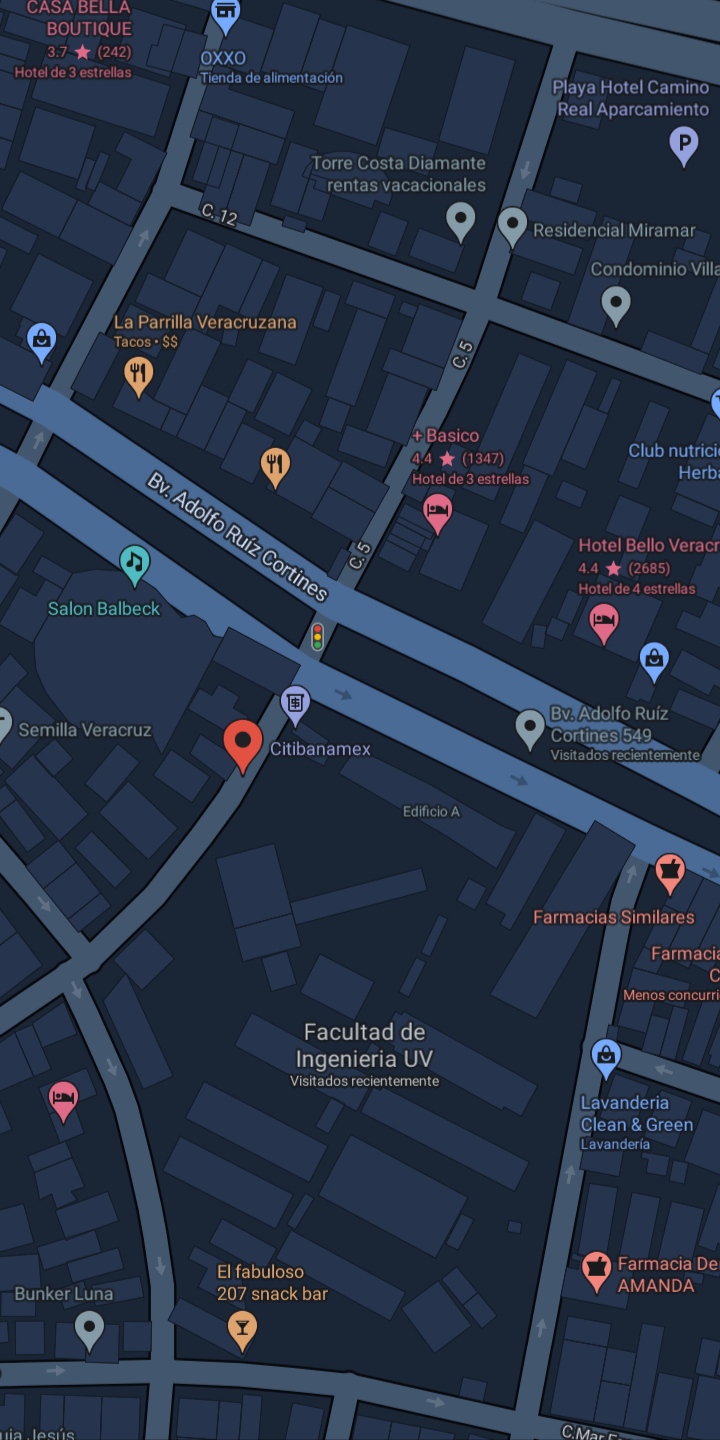 CASA BELLA
BOUTIQUE
3.7 ★ (242)
Hotel de 3 estrellas
OXXO
Tienda de alimentación
Playa Hotel Camino
Real Aparcamiento
P
Torre Costa Diamante
rentas vacacionales
C. 12
Residencial Miramar
Condominio Villa
La Parrilla Veracruzana
Tacos • $$
C. 5
+ Basico
4.4 ★ (1347)
Hotel de 3 estrellas
Club nutrició
Herba
Bv. Adolfo Ruíz Cortines
C. 5
Hotel Bello Veracr
4.4 ★ (2685)
Hotel de 4 estrellas
Salon Balbeck
Semilla Veracruz
Citibanamex
Bv. Adolfo Ruíz
Cortines 549
Visitados recientemente
Edificio A
Farmacias Similares
Farmacia
C
Menos concurri
Facultad de
Ingenieria UV
Visitados recientemente
Lavanderia
Clean & Green
Lavandería
El fabuloso
207 snack bar
Farmacia De
AMANDA
Bunker Luna
uia Jesús
C.Mar